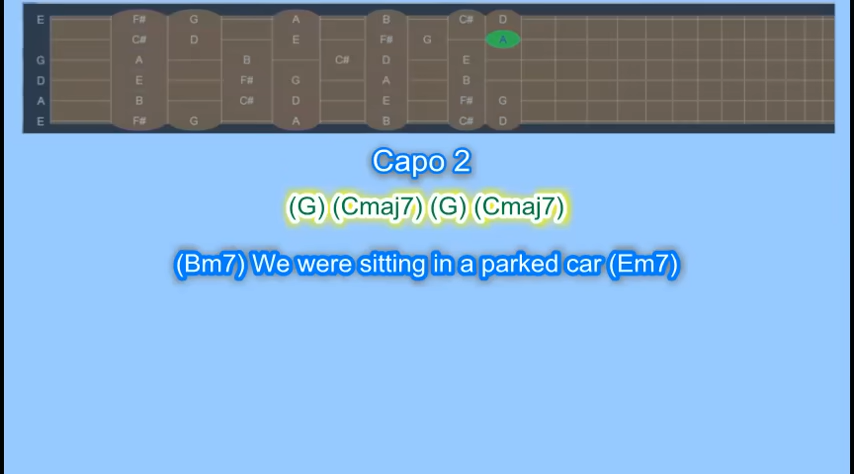 E F# G A B C# D
C# D E F# G A
G A B C# D E
D E F# G A B
A B C# D E F# G
E F# G A B C# D
Capo 2
(G) (Cmaj7) (G) (Cmaj7)
(Bm7) We were sitting in a parked car (Em7)